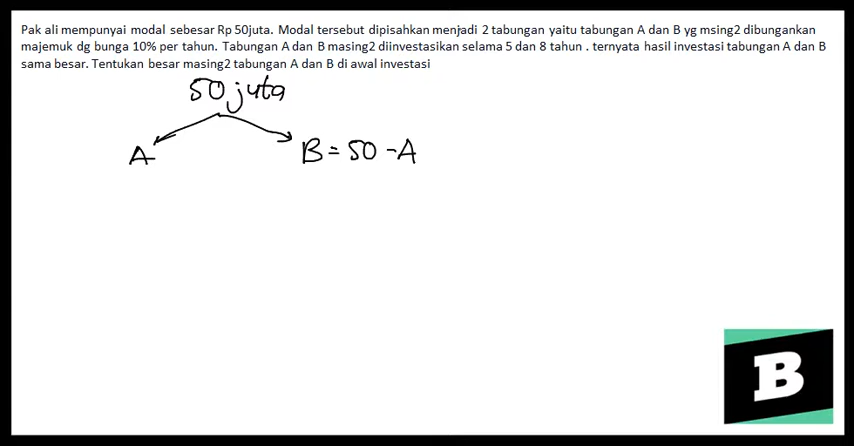 Pak ali mempunyai modal sebesar Rp 50juta. Modal tersebut dipisahkan menjadi 2 tabungan yaitu tabungan A dan B yg msing2 dibungankan
majemuk dg bunga 10% per tahun. Tabungan A dan B masing2 diinvestasikan selama 5 dan 8 tahun . ternyata hasil investasi tabungan A dan B
sama besar. Tentukan besar masing2 tabungan A dan B di awal investasi
50 juta
A B = 50 - A
B